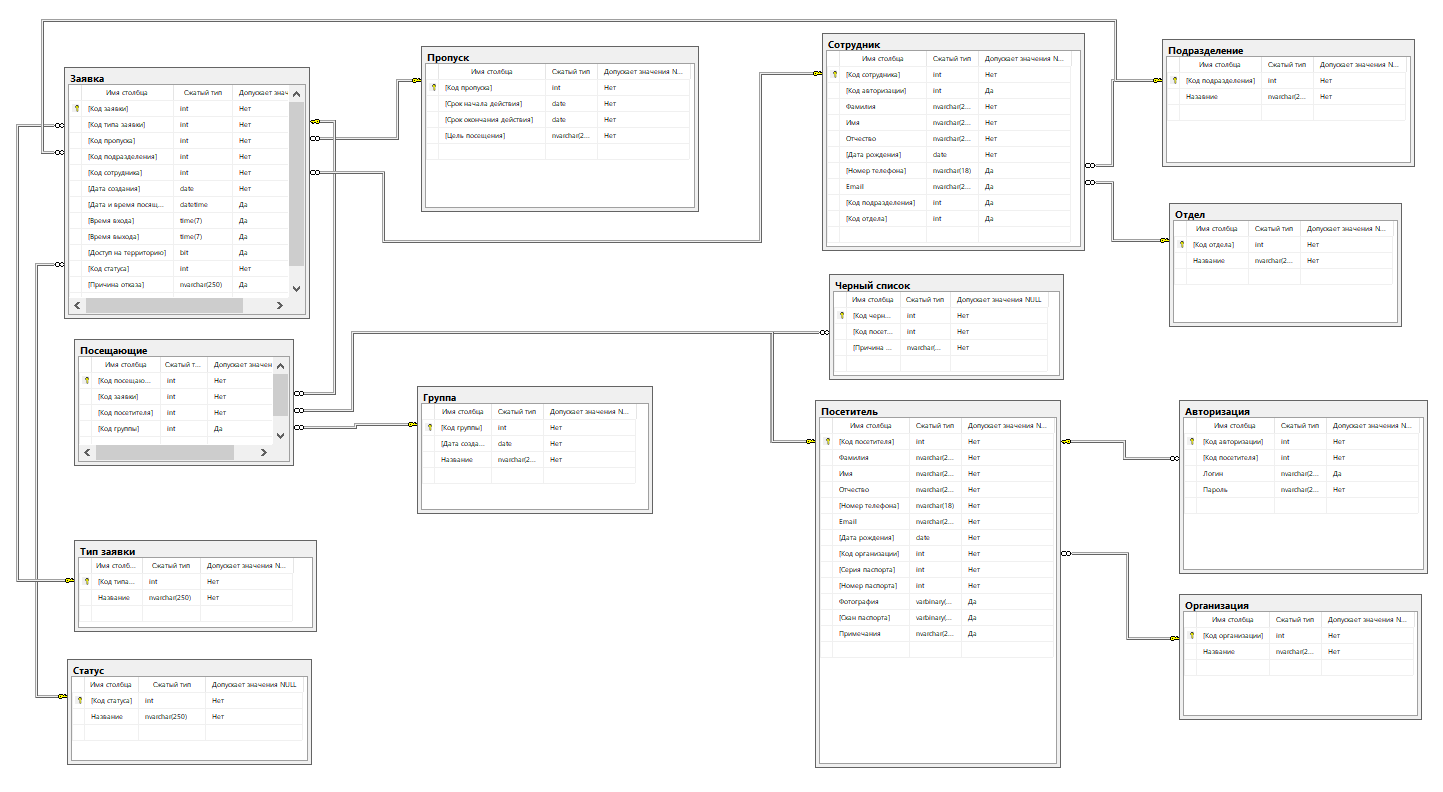 Заявка
Имя столбца Сжатый тип Допускает знач
[Код заявки] int Нет
[Код типа заявки] int Нет
[Код пропуска] int Нет
[Код подразделения] int Нет
[Код сотрудника] int Нет
[Дата создания] date Нет
[Дата и время посещ... datetime Да
[Время входа] time(7) Да
[Время выхода] time(7) Да
[Доступ на территорию] bit Да
[Код статуса] int Нет
[Причина отказа] nvarchar(250) Да
Пропуск
Имя столбца Сжатый тип Допускает значения N...
[Код пропуска] int Нет
[Срок начала действия] date Нет
[Срок окончания действия] date Нет
[Цель посещения] nvarchar(2... Нет
Сотрудник
Имя столбца Сжатый тип Допускает значения N...
[Код сотрудника] int Нет
[Код авторизации] int Да
Фамилия nvarchar(2... Нет
Имя nvarchar(2... Нет
Отчество nvarchar(2... Нет
[Дата рождения] date Нет
[Номер телефона] nvarchar(18) Да
Email nvarchar(2... Да
[Код подразделения] int Да
[Код отдела] int Да
Подразделение
Имя столбца Сжатый тип Допускает значения N...
[Код подразделения] int Нет
Название nvarchar(2... Нет
Отдел
Имя столбца Сжатый тип Допускает значения N...
[Код отдела] int Нет
Название nvarchar(2... Нет
Черный список
Имя столбца Сжатый тип Допускает значения NULL
[Код черн... int Нет
[Код посет... int Нет
[Причина ... nvarchar(... Нет
Посещающие
Имя столбца Сжатый т... Допускает значен
[Код посещаю... int Нет
[Код заявки] int Нет
[Код посетителя] int Нет
[Код группы] int Да
Группа
Имя столбца Сжатый тип Допускает значения N...
[Код группы] int Нет
[Дата созда... date Нет
Название nvarchar(2... Нет
Посетитель
Имя столбца Сжатый тип Допускает значения N...
[Код посетителя] int Нет
Фамилия nvarchar(2... Нет
Имя nvarchar(2... Нет
Отчество nvarchar(2... Нет
[Номер телефона] nvarchar(18) Нет
Email nvarchar(2... Нет
[Дата рождения] date Нет
[Код организации] int Нет
[Серия паспорта] int Нет
[Номер паспорта] int Нет
Фотография varbinary(... Да
[Скан паспорта] varbinary(... Да
Примечания nvarchar(2... Да
Авторизация
Имя столбца Сжатый тип Допускает значения N...
[Код авторизации] int Нет
[Код посетителя] int Нет
Логин nvarchar(2... Да
Пароль nvarchar(2... Нет
Тип заявки
Имя столб... Сжатый тип Допускает значения N...
[Код типа... int Нет
Название nvarchar(250) Нет
Организация
Имя столбца Сжатый тип Допускает значения N...
[Код организации] int Нет
Название nvarchar(2... Нет
Статус
Имя столбца Сжатый тип Допускает значения NULL
[Код статуса] int Нет
Название nvarchar(250) Нет